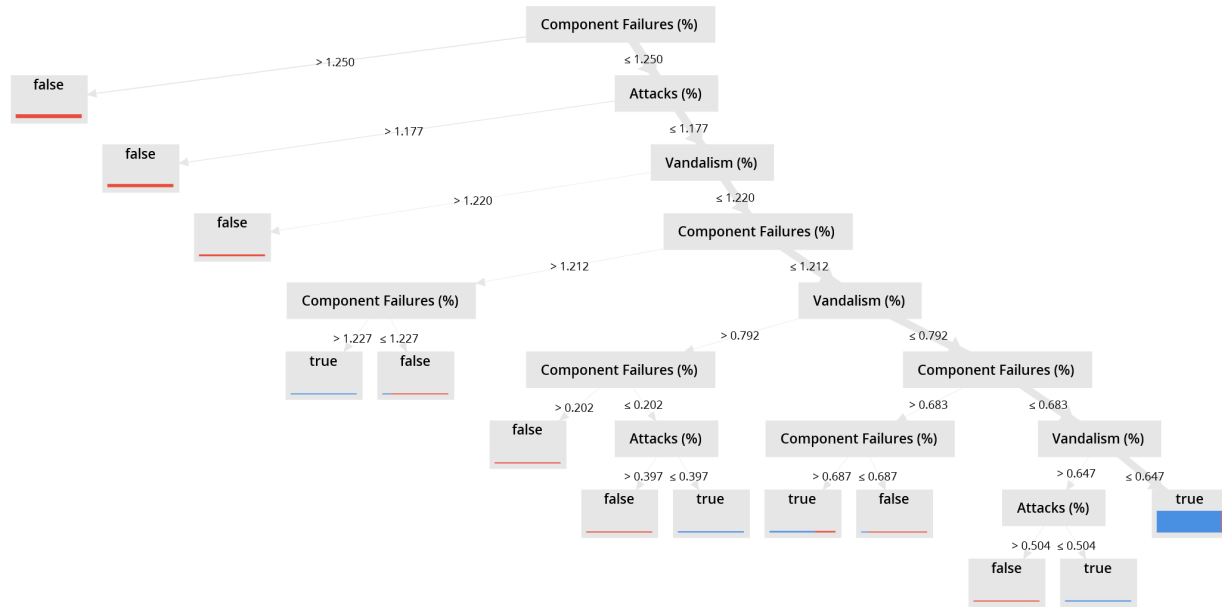 Component Failures (%)
> 1.250 ≤ 1.250
false Attacks (%)
> 1.177 ≤ 1.177
false Vandalism (%)
> 1.220 ≤ 1.220
false Component Failures (%)
> 1.212 ≤ 1.212
Component Failures (%) Vandalism (%)
> 1.227 ≤ 1.227 > 0.792 ≤ 0.792
true false Component Failures (%) Component Failures (%)
> 0.202 ≤ 0.202 > 0.683 ≤ 0.683
false Attacks (%) Component Failures (%) Vandalism (%)
> 0.397 ≤ 0.397 > 0.687 ≤ 0.687 > 0.647 ≤ 0.647
false true true false Attacks (%) true
> 0.504 ≤ 0.504
false true